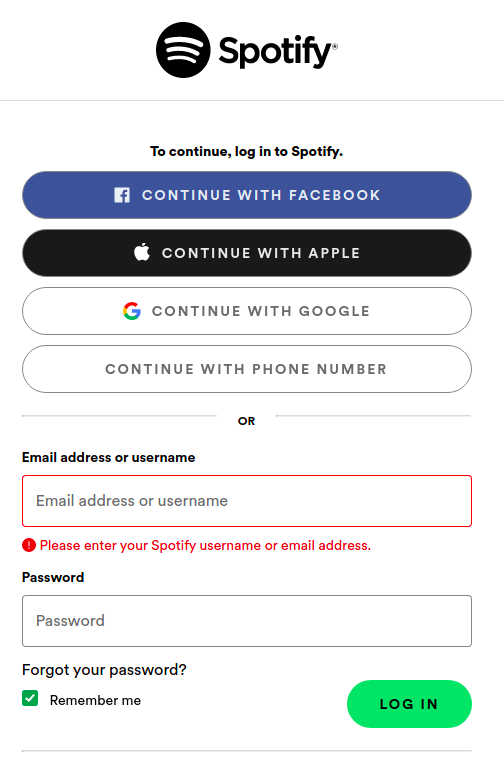 Spotify®
To continue, log in to Spotify.
CONTINUE WITH FACEBOOK
CONTINUE WITH APPLE
CONTINUE WITH GOOGLE
CONTINUE WITH PHONE NUMBER
OR
Email address or username
Email address or username
Please enter your Spotify username or email address.
Password
Password
Forgot your password?
Remember me
LOG IN